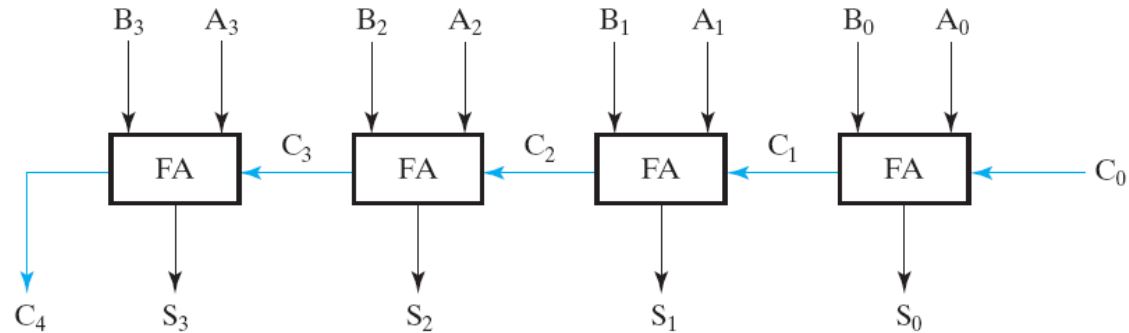 B₃ A₃ B₂ A₂ B₁ A₁ B₀ A₀
FA C₃ FA C₂ FA C₁ FA C₀
C₄ S₃ S₂ S₁ S₀